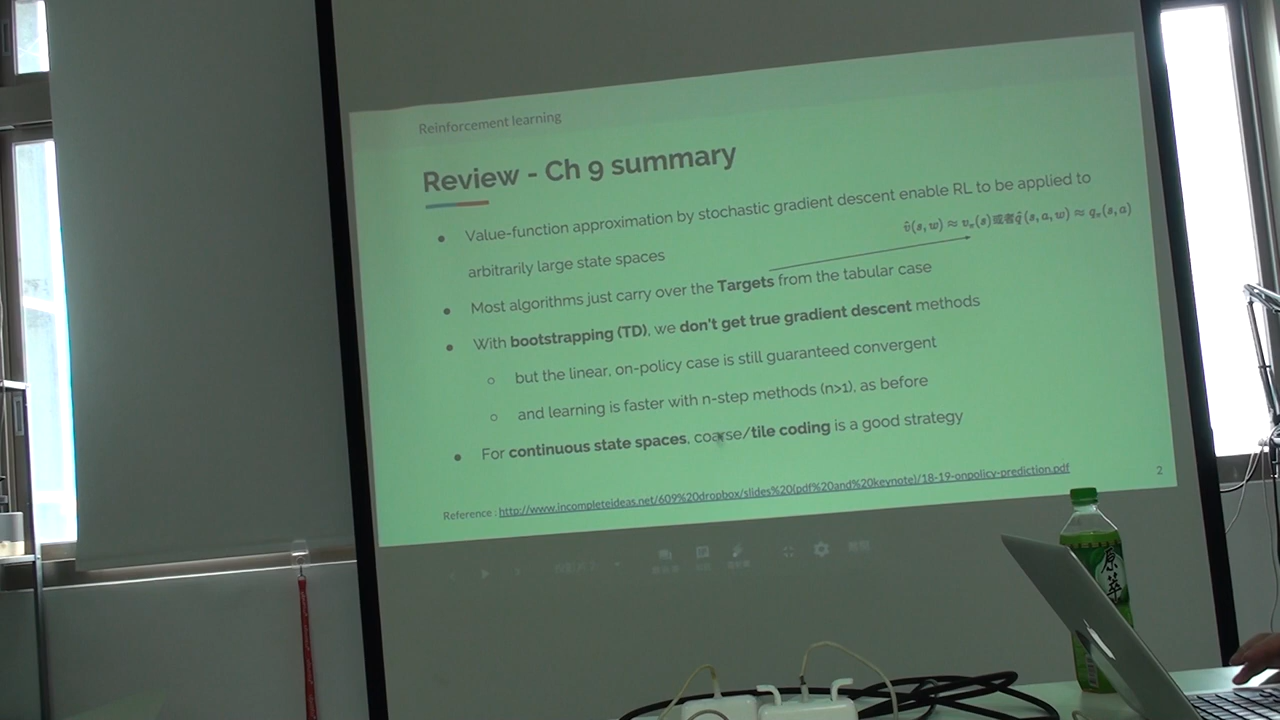 Reinforcement learning
Review - Ch 9 summary
● Value-function approximation by stochastic gradient descent enable RL to be applied to
arbitrarily large state spaces
v̂(s, w) ≈ vπ(s)或者q̂(s, a, w) ≈ qπ(s, a)
● Most algorithms just carry over the Targets from the tabular case
● With bootstrapping (TD), we don't get true gradient descent methods
○ but the linear, on-policy case is still guaranteed convergent
○ and learning is faster with n-step methods (n>1), as before
● For continuous state spaces, coarse/tile coding is a good strategy
Reference : http://www.incompleteideas.net/609%20dropbox/slides%20(pdf%20and%20keynote)/18-19-onpolicy-prediction.pdf
2
原萃